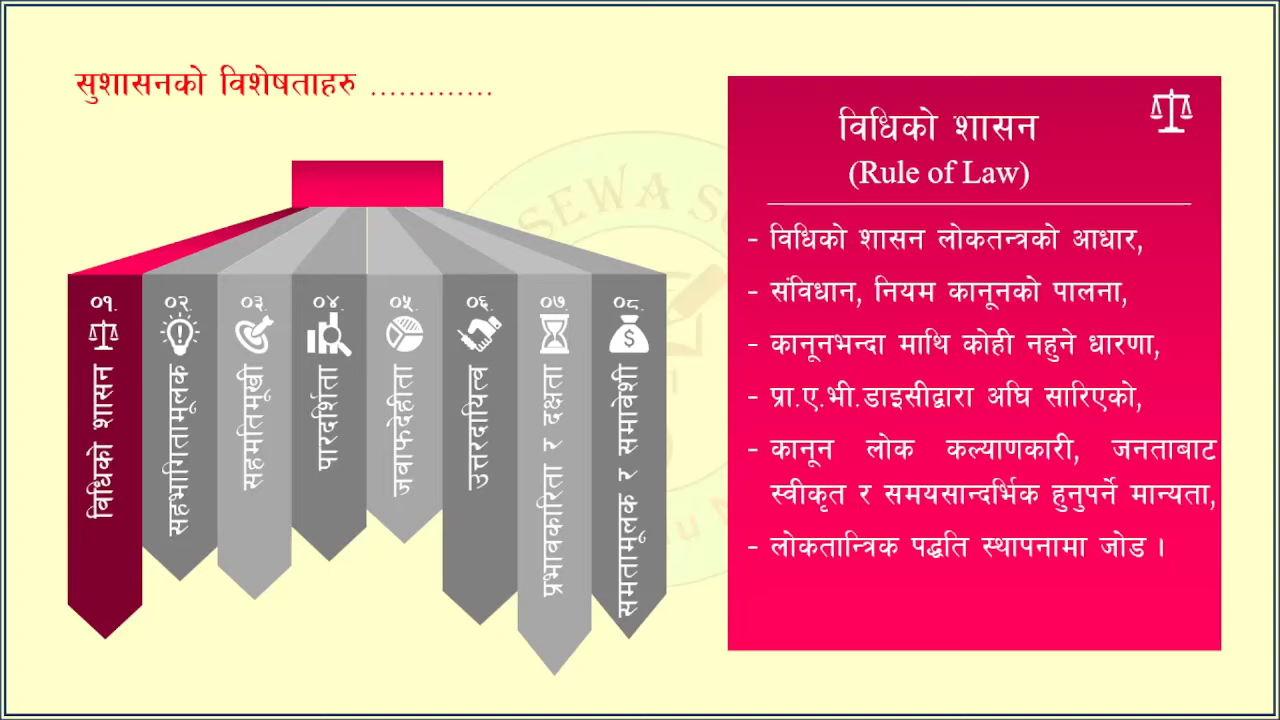 सुशासनको विशेषताहरु .............
०१.
विधिको शासन
०२.
सहभागितामूलक
०३.
सहमतिमूखी
०४.
पारदर्शिता
०५.
जवाफदेहीता
०६.
उत्तरदायित्व
०७.
प्रभावकारिता र दक्षता
०८.
समतामूलक र समावेशी
विधिको शासन
(Rule of Law)
- विधिको शासन लोकतन्त्रको आधार,
- संविधान, नियम कानूनको पालना,
- कानूनभन्दा माथि कोही नहुने धारणा,
- प्रा.ए.भी.डाइसीद्वारा अघि सारिएको,
- कानून लोक कल्याणकारी, जनताबाट
स्वीकृत र समयसान्दर्भिक हुनुपर्ने मान्यता,
- लोकतान्त्रिक पद्धति स्थापनामा जोड ।
SEWA